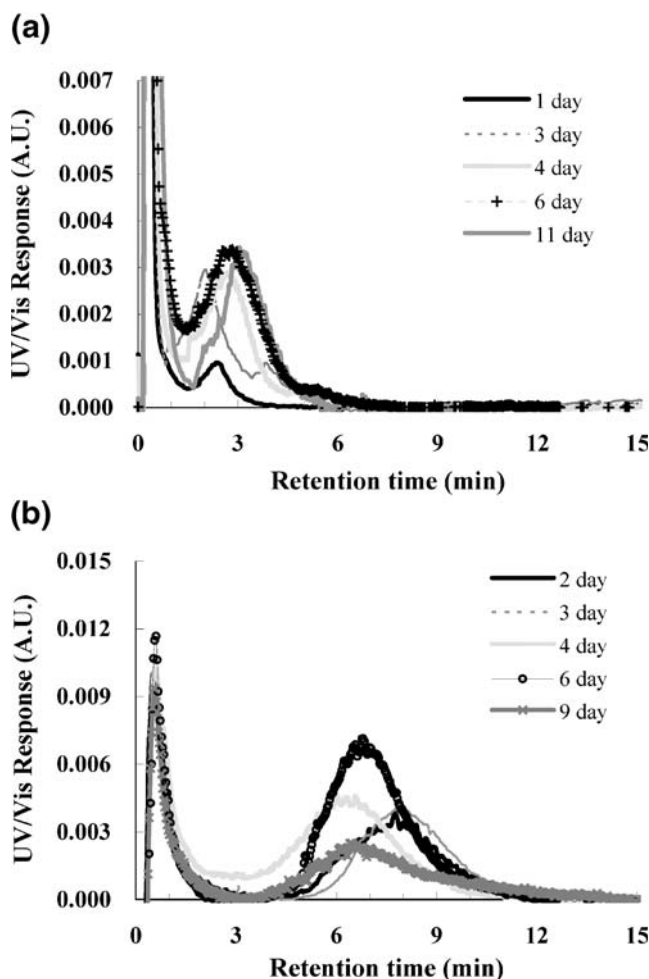 (a)
0.007
0.006
0.005
0.004
0.003
0.002
0.001
0.000
UV/Vis Response (A.U.)
1 day
3 day
4 day
6 day
11 day
0 3 6 9 12 15
Retention time (min)
(b)
0.015
0.012
0.009
0.006
0.003
0.000
UV/Vis Response (A.U.)
2 day
3 day
4 day
6 day
9 day
0 3 6 9 12 15
Retention time (min)